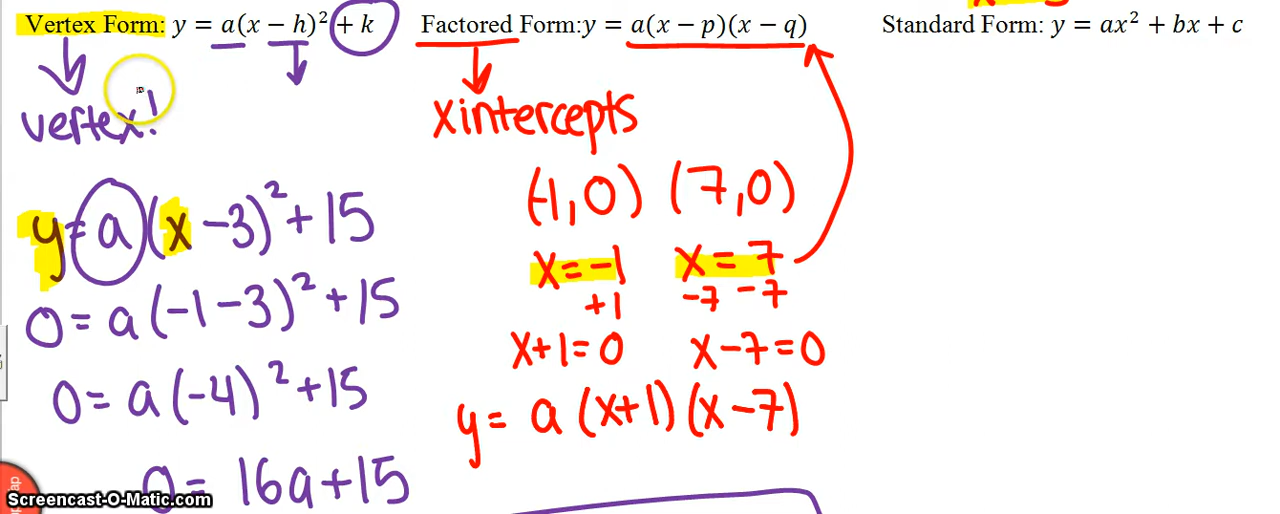 Vertex Form: y = a(x − h)² + k
vertex!
y = a(x − 3)² + 15
0 = a(−1 − 3)² + 15
0 = a(−4)² + 15
0 = 16a + 15
Factored Form: y = a(x − p)(x − q)
x intercepts
(−1, 0) (7, 0)
x = −1 x = 7
+1 −7 −7
x + 1 = 0 x − 7 = 0
y = a (x + 1) (x − 7)
Standard Form: y = ax² + bx + c
Screencast-O-Matic.com